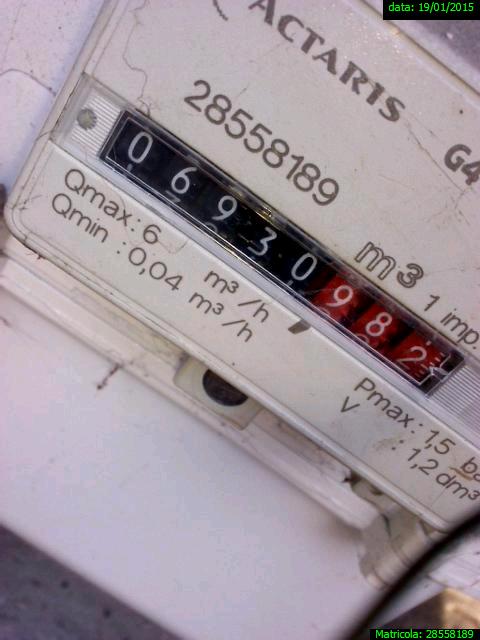 data: 19/01/2015
ACTARIS
G4
28558189
06930982
m³
1 imp.
Qmax: 6 m³/h
Qmin : 0,04 m³/h
Pmax: 1,5
V : 1,2 dm³
Matricola: 28558189